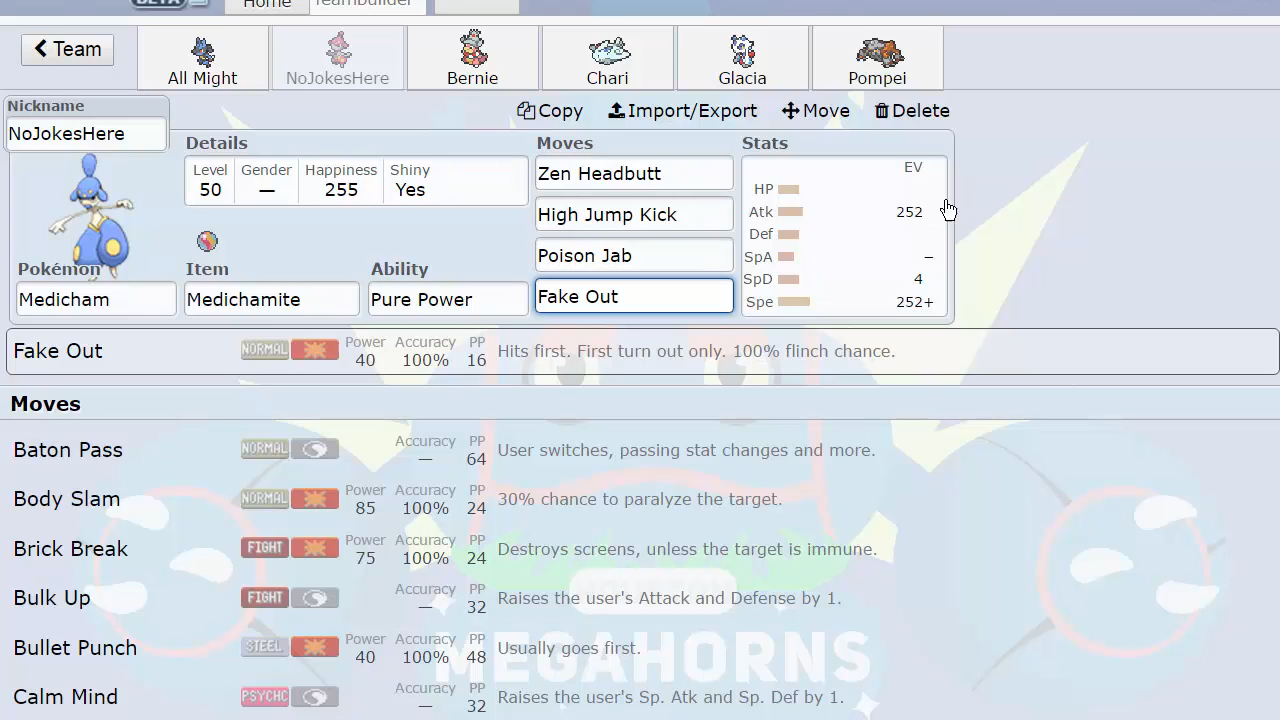 BETA
Home Teambuilder
Team
All Might NoJokesHere Bernie Chari Glacia Pompei
Copy Import/Export Move Delete
Nickname
NoJokesHere
Details Moves Stats
Level Gender Happiness Shiny
50 — 255 Yes
Zen Headbutt
High Jump Kick
Poison Jab
Fake Out
EV
HP
Atk 252
Def
SpA –
SpD 4
Spe 252+
Pokémon Item Ability
Medicham Medichamite Pure Power
Fake Out NORMAL Power 40 Accuracy 100% PP 16 Hits first. First turn out only. 100% flinch chance.
Moves
Baton Pass NORMAL Accuracy — PP 64 User switches, passing stat changes and more.
Body Slam NORMAL Power 85 Accuracy 100% PP 24 30% chance to paralyze the target.
Brick Break FIGHT Power 75 Accuracy 100% PP 24 Destroys screens, unless the target is immune.
Bulk Up FIGHT Accuracy — PP 32 Raises the user's Attack and Defense by 1.
Bullet Punch STEEL Power 40 Accuracy 100% PP 48 Usually goes first.
Calm Mind PSYCHC Accuracy — PP 32 Raises the user's Sp. Atk and Sp. Def by 1.
HOUSTON
MEGAHORNS